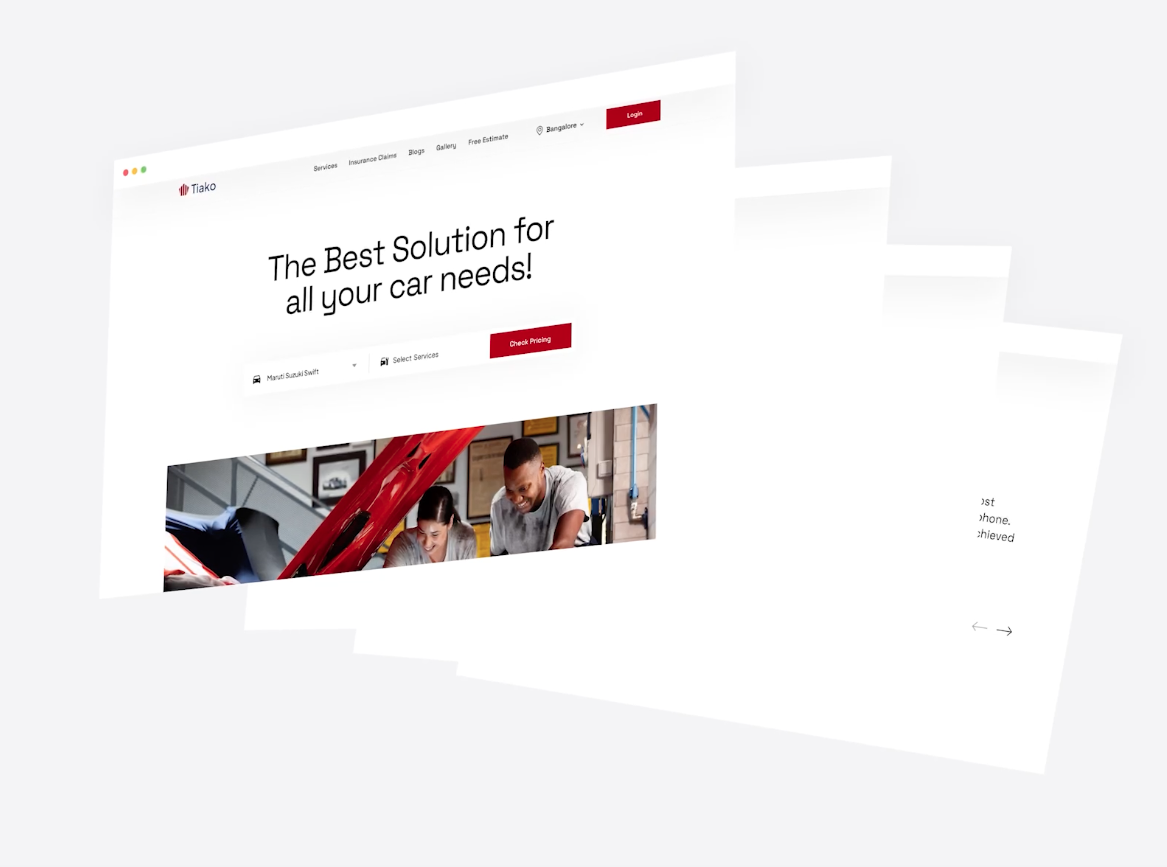 Tiako
Services Insurance Claims Blogs Gallery Free Estimate Bangalore Login
The Best Solution for
all your car needs!
Maruti Suzuki Swift Select Services Check Pricing
ost
hone.
chieved